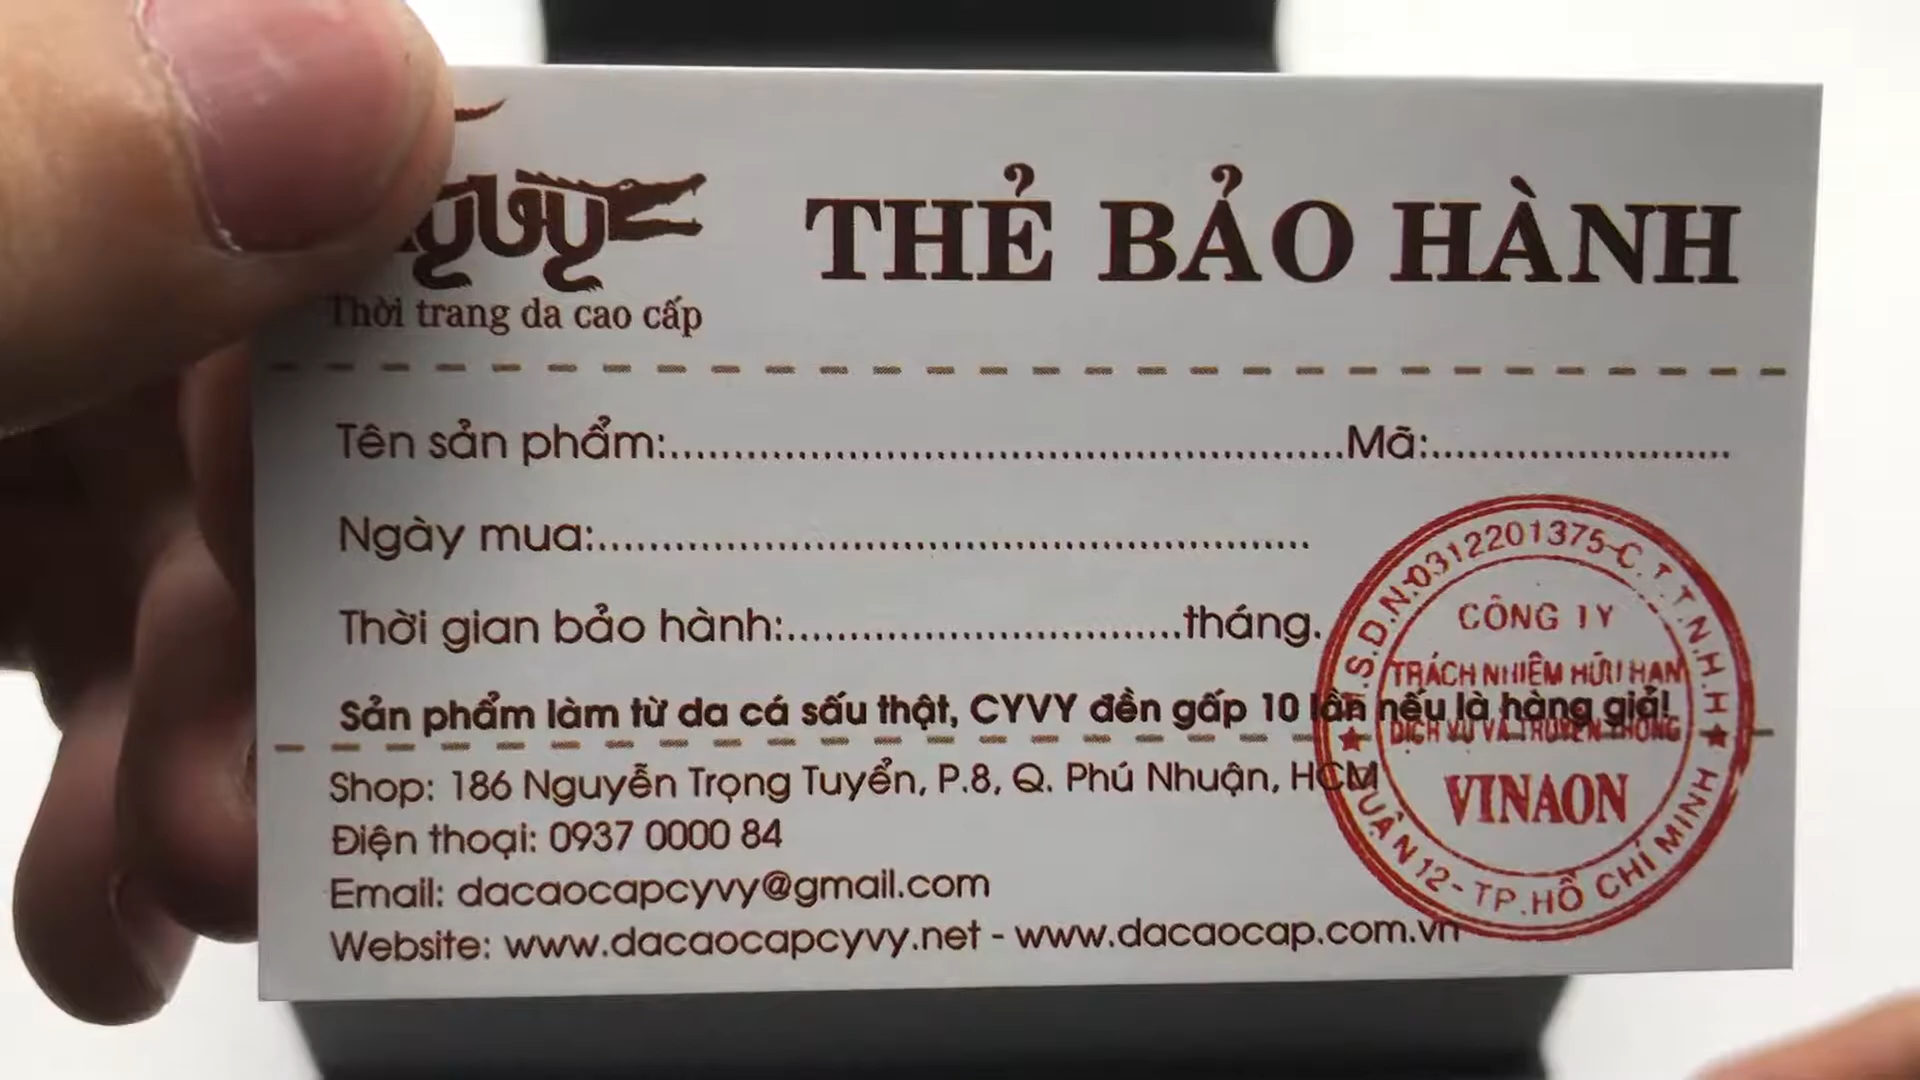 THẺ BẢO HÀNH
Thời trang da cao cấp
Tên sản phẩm:.....................................................Mã:........................
Ngày mua:........................................................
Thời gian bảo hành:...............................tháng.
Sản phẩm làm từ da cá sấu thật, CYVY đền gấp 10 lần nếu là hàng giả!
Shop: 186 Nguyễn Trọng Tuyển, P.8, Q. Phú Nhuận, HCM
Điện thoại: 0937 0000 84
Email: dacaocapcyvy@gmail.com
Website: www.dacaocapcyvy.net - www.dacaocap.com.vn
S.D.N:0312201375-C.T.T.N.H.H
CÔNG TY
TRÁCH NHIỆM HỮU HẠN
DỊCH VỤ VÀ TRUYỀN THÔNG
VINAON
QUẬN 12 - TP.HỒ CHÍ MINH